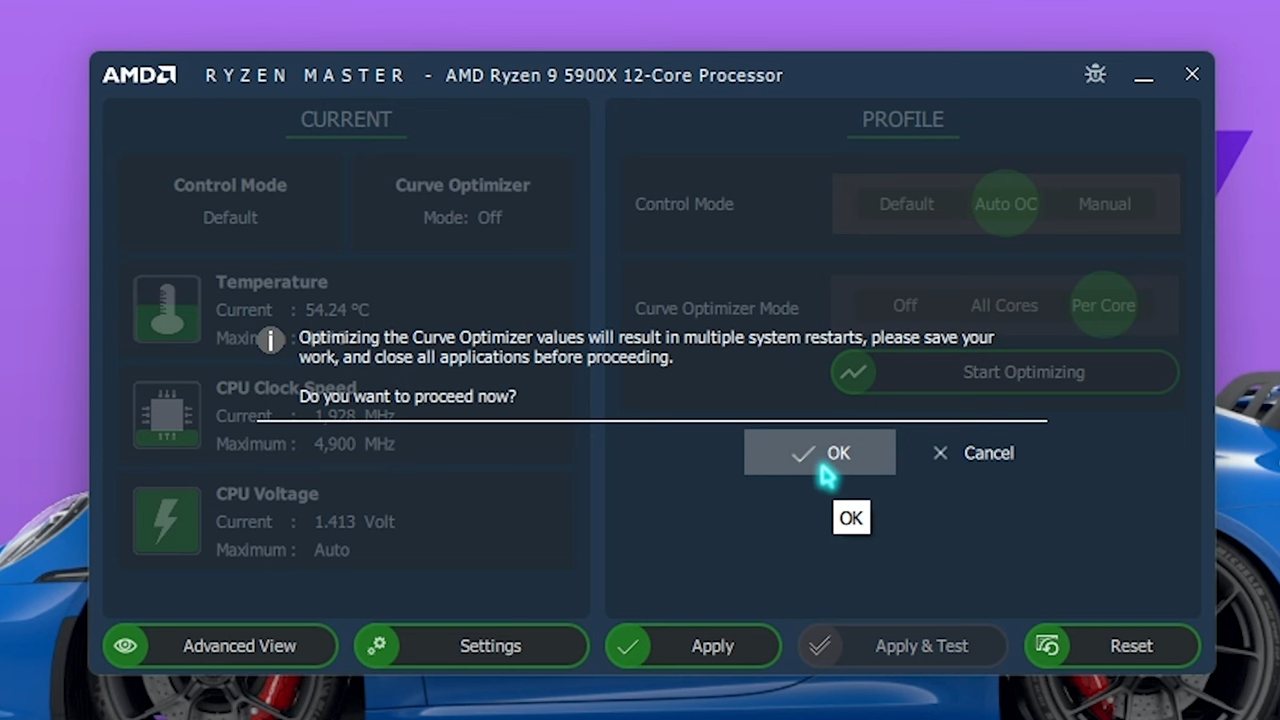 AMD RYZEN MASTER - AMD Ryzen 9 5900X 12-Core Processor
CURRENT
Control Mode
Default
Curve Optimizer
Mode: Off
Temperature
Current : 54.24 °C
CPU Clock Speed
Current : 1,928 MHz
Maximum : 4,900 MHz
CPU Voltage
Current : 1.413 Volt
Maximum : Auto
PROFILE
Control Mode
Default Auto OC Manual
Curve Optimizer Mode
Off All Cores Per Core
Start Optimizing
Optimizing the Curve Optimizer values will result in multiple system restarts, please save your
work, and close all applications before proceeding.
Do you want to proceed now?
OK Cancel
OK
Advanced View Settings Apply Apply & Test Reset